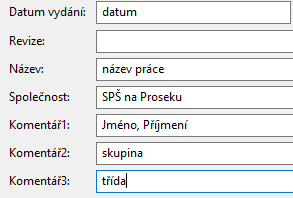 Datum vydání: datum
Revize:
Název: název práce
Společnost: SPŠ na Proseku
Komentář1: Jméno, Příjmení
Komentář2: skupina
Komentář3: třída